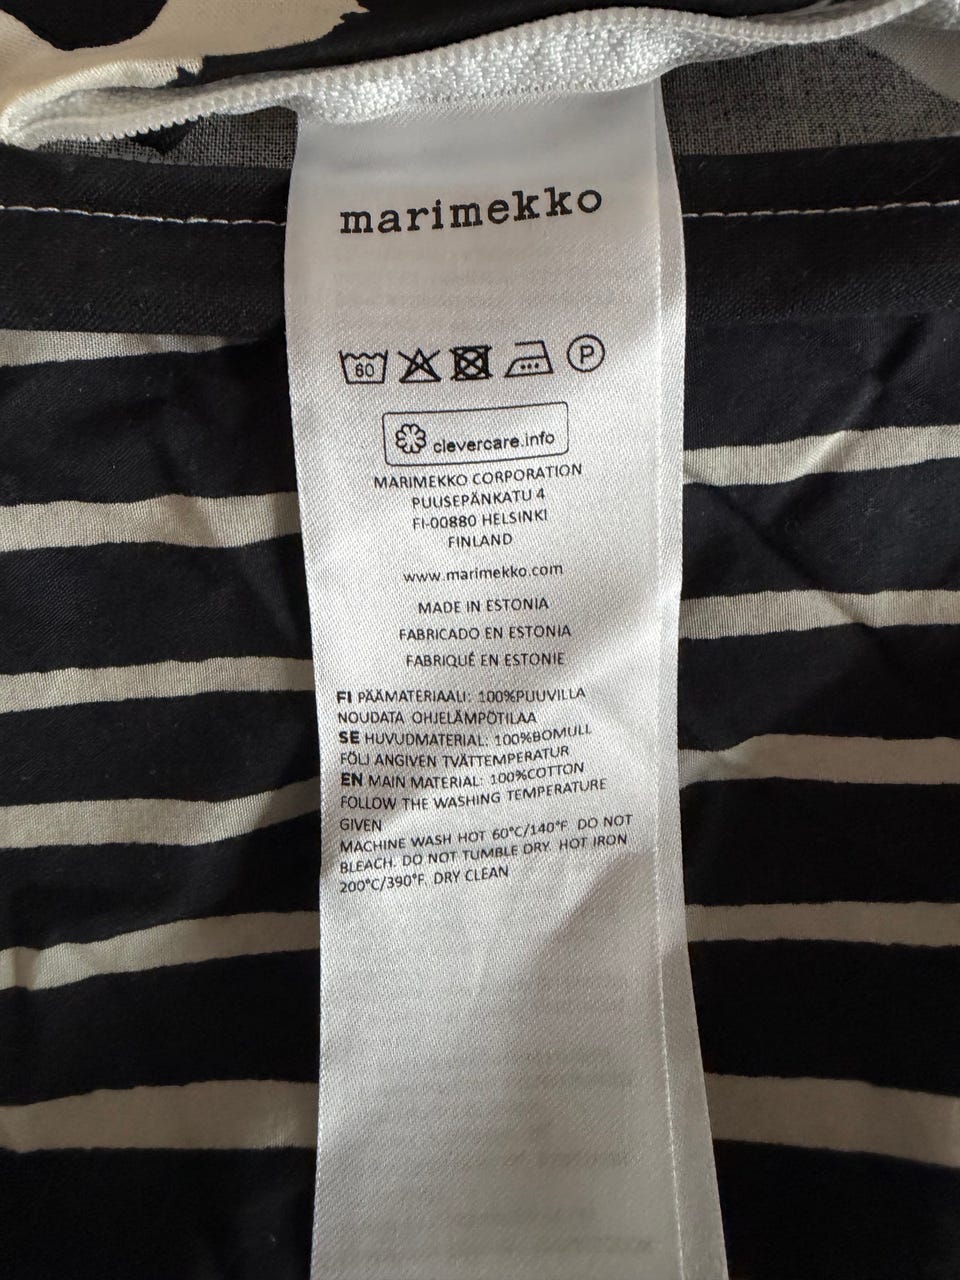 marimekko
60 P
clevercare.info
MARIMEKKO CORPORATION
PUUSEPÄNKATU 4
FI-00880 HELSINKI
FINLAND
www.marimekko.com
MADE IN ESTONIA
FABRICADO EN ESTONIA
FABRIQUÉ EN ESTONIE
FI PÄÄMATERIAALI: 100%PUUVILLA
NOUDATA OHJELÄMPÖTILAA
SE HUVUDMATERIAL: 100%BOMULL
FÖLJ ANGIVEN TVÄTTEMPERATUR
EN MAIN MATERIAL: 100%COTTON
FOLLOW THE WASHING TEMPERATURE
GIVEN
MACHINE WASH HOT 60°C/140°F DO NOT
BLEACH. DO NOT TUMBLE DRY. HOT IRON
200°C/390°F. DRY CLEAN